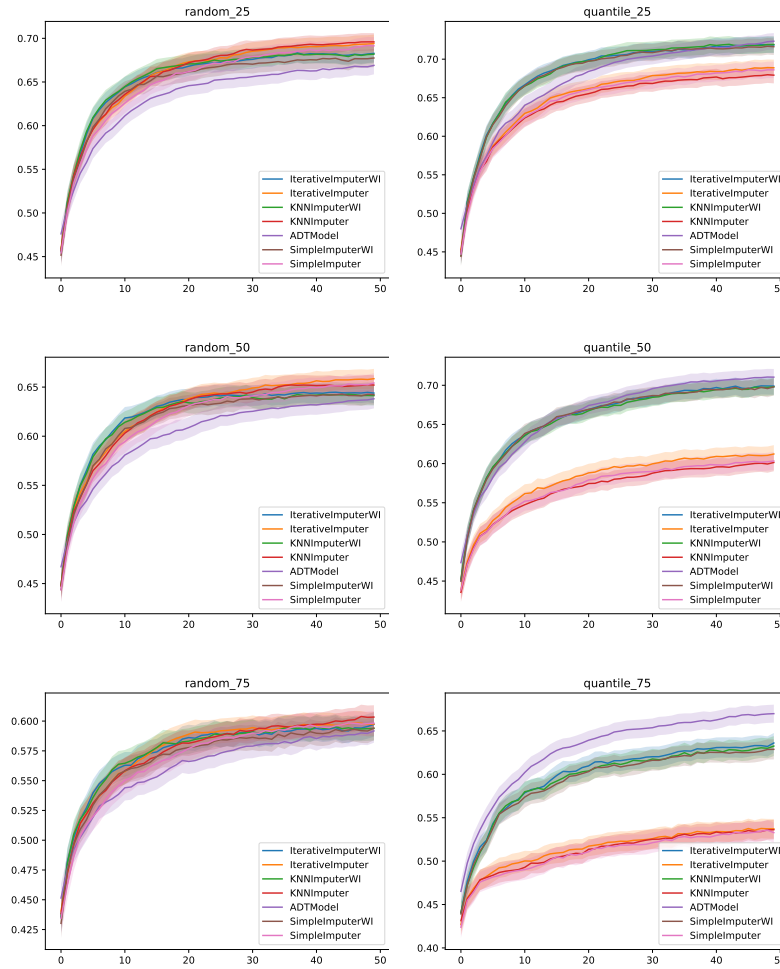 random_25
0.70
0.65
0.60
0.55
0.50
0.45
IterativeImputerWI
IterativeImputer
KNNImputerWI
KNNImputer
ADTModel
SimpleImputerWI
SimpleImputer
0 10 20 30 40 50
quantile_25
0.70
0.65
0.60
0.55
0.50
0.45
IterativeImputerWI
IterativeImputer
KNNImputerWI
KNNImputer
ADTModel
SimpleImputerWI
SimpleImputer
0 10 20 30 40
random_50
0.65
0.60
0.55
0.50
0.45
IterativeImputerWI
IterativeImputer
KNNImputerWI
KNNImputer
ADTModel
SimpleImputerWI
SimpleImputer
0 10 20 30 40 50
quantile_50
0.70
0.65
0.60
0.55
0.50
0.45
IterativeImputerWI
IterativeImputer
KNNImputerWI
KNNImputer
ADTModel
SimpleImputerWI
SimpleImputer
0 10 20 30 40
random_75
0.600
0.575
0.550
0.525
0.500
0.475
0.450
0.425
IterativeImputerWI
IterativeImputer
KNNImputerWI
KNNImputer
ADTModel
SimpleImputerWI
SimpleImputer
0 10 20 30 40 50
quantile_75
0.65
0.60
0.55
0.50
0.45
0.40
IterativeImputerWI
IterativeImputer
KNNImputerWI
KNNImputer
ADTModel
SimpleImputerWI
SimpleImputer
0 10 20 30 40